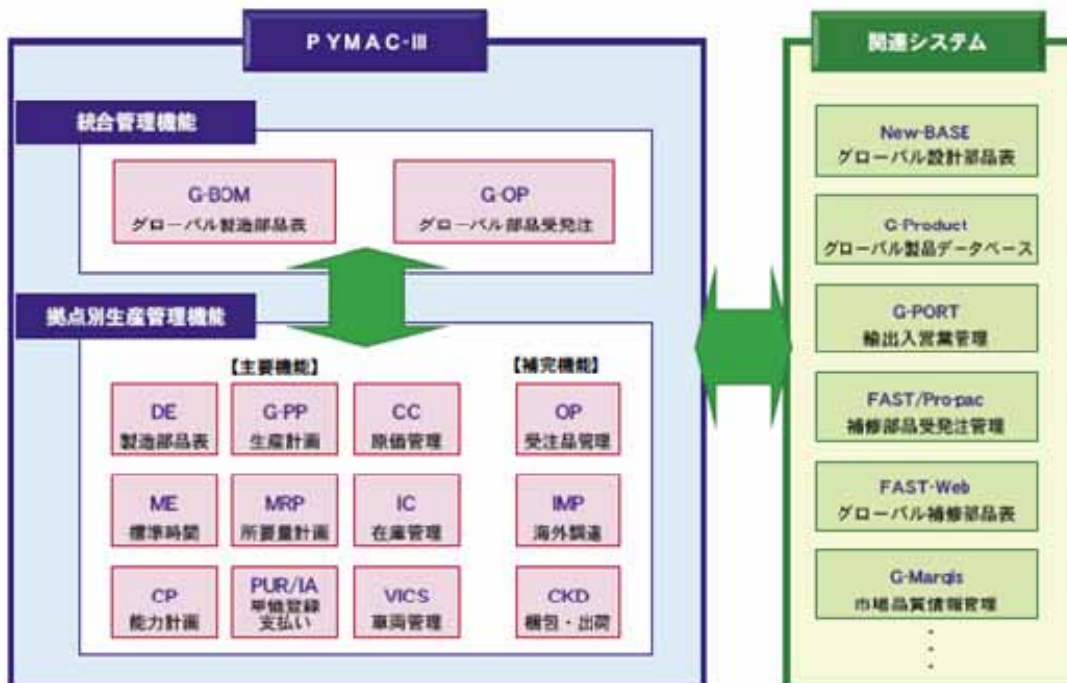 PYMAC-III
関連システム
統合管理機能
G-BOM
グローバル製造部品表
G-OP
グローバル部品受発注
拠点別生産管理機能
【主要機能】
【補完機能】
DE
製造部品表
G-PP
生産計画
CC
原価管理
OP
受注品管理
ME
標準時間
MRP
所要量計画
IC
在庫管理
IMP
海外調達
CP
能力計画
PUR/IA
単価登録
支払い
VICS
車両管理
CKD
梱包・出荷
New-BASE
グローバル設計部品表
G-Product
グローバル製品データベース
G-PORT
輸出入営業管理
FAST/Pro-pac
補修部品受発注管理
FAST-Web
グローバル補修部品表
G-Marqis
市場品質情報管理